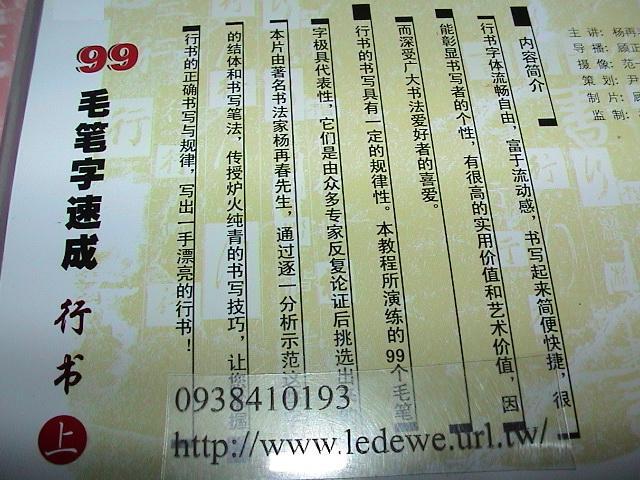 主 讲：杨再
导 播：顾正
摄 像：范一
策 划：
制 片：顾
监 制：
内容简介
行书字体流畅自由，富于流动感，书写起来简便快捷，很
能彰显书写者的个性，有很高的实用价值和艺术价值，因
而深受广大书法爱好者的喜爱。
行书的书写具有一定的规律性。本教程所演练的99个毛笔
字极具代表性，它们是由众多专家反复论证后挑选出
本片由著名书法家杨再春先生，通过逐一分析示范这
的结体和书写笔法，传授炉火纯青的书写技巧，让您握
行书的正确书写与规律，写出一手漂亮的行书！
99毛笔字速成 行书 上
0938410193
http://www.ledewe.url.tw/